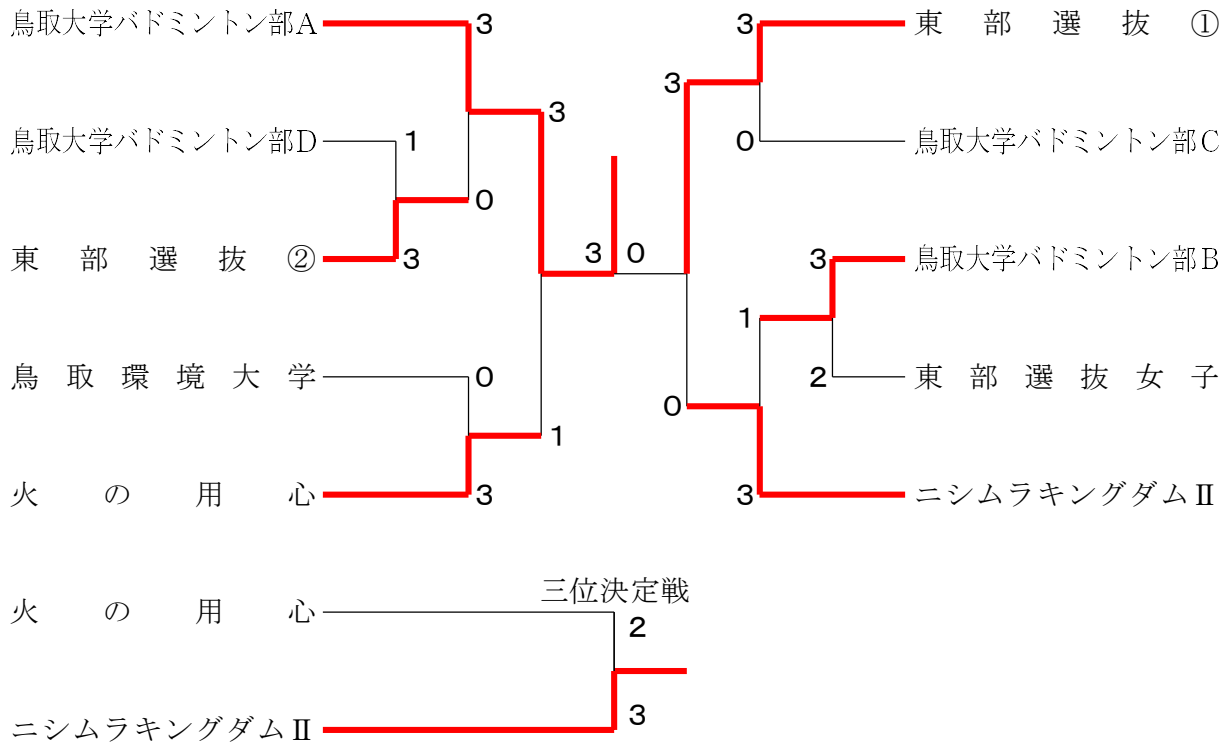 鳥取大学バドミントン部A 3 3 東部選抜①
3 3
鳥取大学バドミントン部D 1 0 鳥取大学バドミントン部C
0
東部選抜② 3 3 0 3 鳥取大学バドミントン部B
1
鳥取環境大学 0 2 東部選抜女子
0
1
火の用心 3 3 ニシムラキングダムⅡ
三位決定戦
火の用心
2
3
ニシムラキングダムⅡ